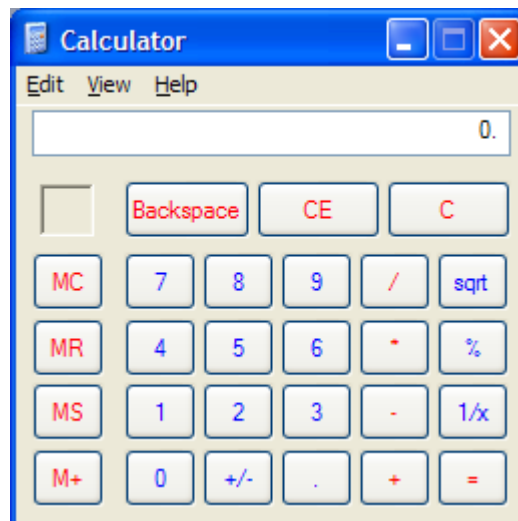 Calculator
Edit View Help
0.
Backspace CE C
MC 7 8 9 / sqrt
MR 4 5 6 * %
MS 1 2 3 - 1/x
M+ 0 +/- . + =